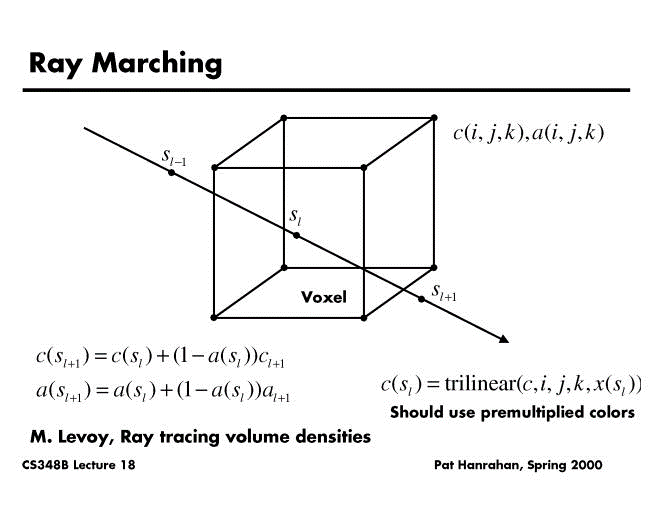 Ray Marching
c(i, j,k),a(i, j,k)
s_{l-1}
s_l
s_{l+1}
Voxel
c(s_{l+1}) = c(s_l) + (1 − a(s_l))c_{l+1}
a(s_{l+1}) = a(s_l) + (1 − a(s_l))a_{l+1}
c(s_l) = trilinear(c,i, j,k,x(s_l))
Should use premultiplied colors
M. Levoy, Ray tracing volume densities
CS348B Lecture 18
Pat Hanrahan, Spring 2000